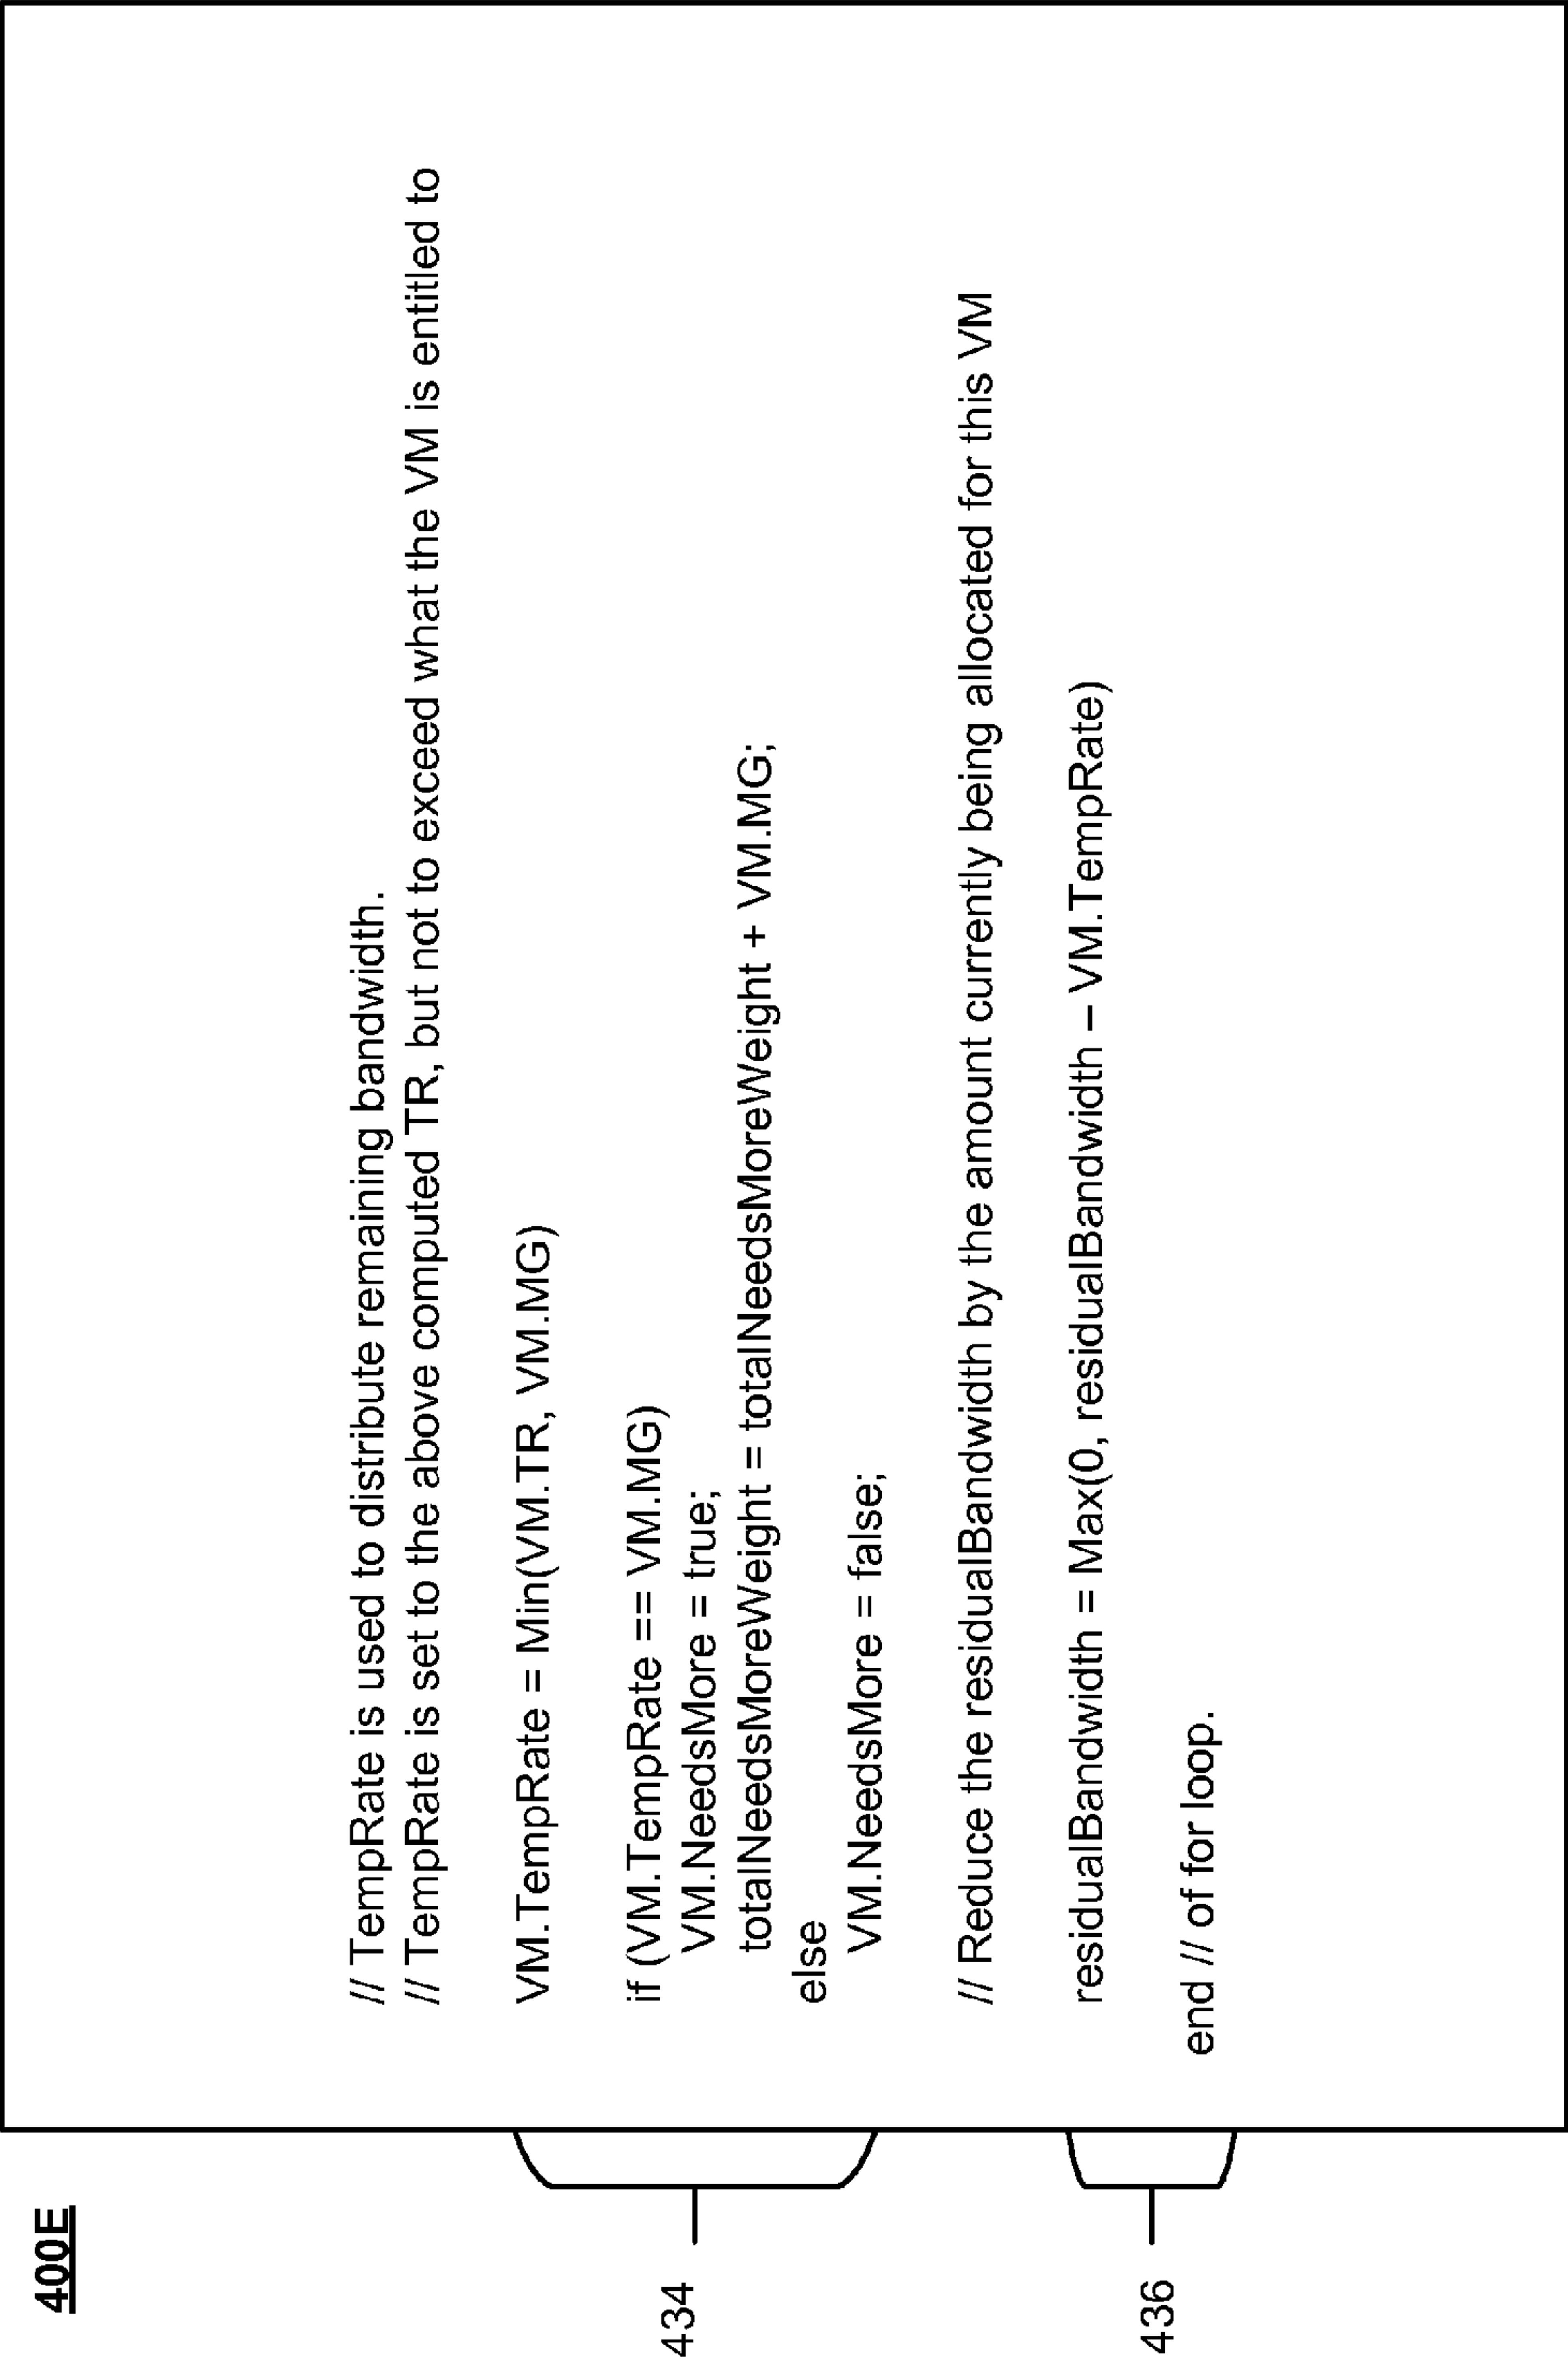 400E
// TempRate is used to distribute remaining bandwidth.
// TempRate is set to the above computed TR, but not to exceed what the VM is entitled to
VM.TempRate = Min(VM.TR, VM.MG)
if (VM.TempRate == VM.MG)
VM.NeedsMore = true;
totalNeedsMoreWeight = totalNeedsMoreWeight + VM.MG;
else
VM.NeedsMore = false;
434
// Reduce the residualBandwidth by the amount currently being allocated for this VM
residualBandwidth = Max(0, residualBandwidth – VM.TempRate)
436
end // of for loop.